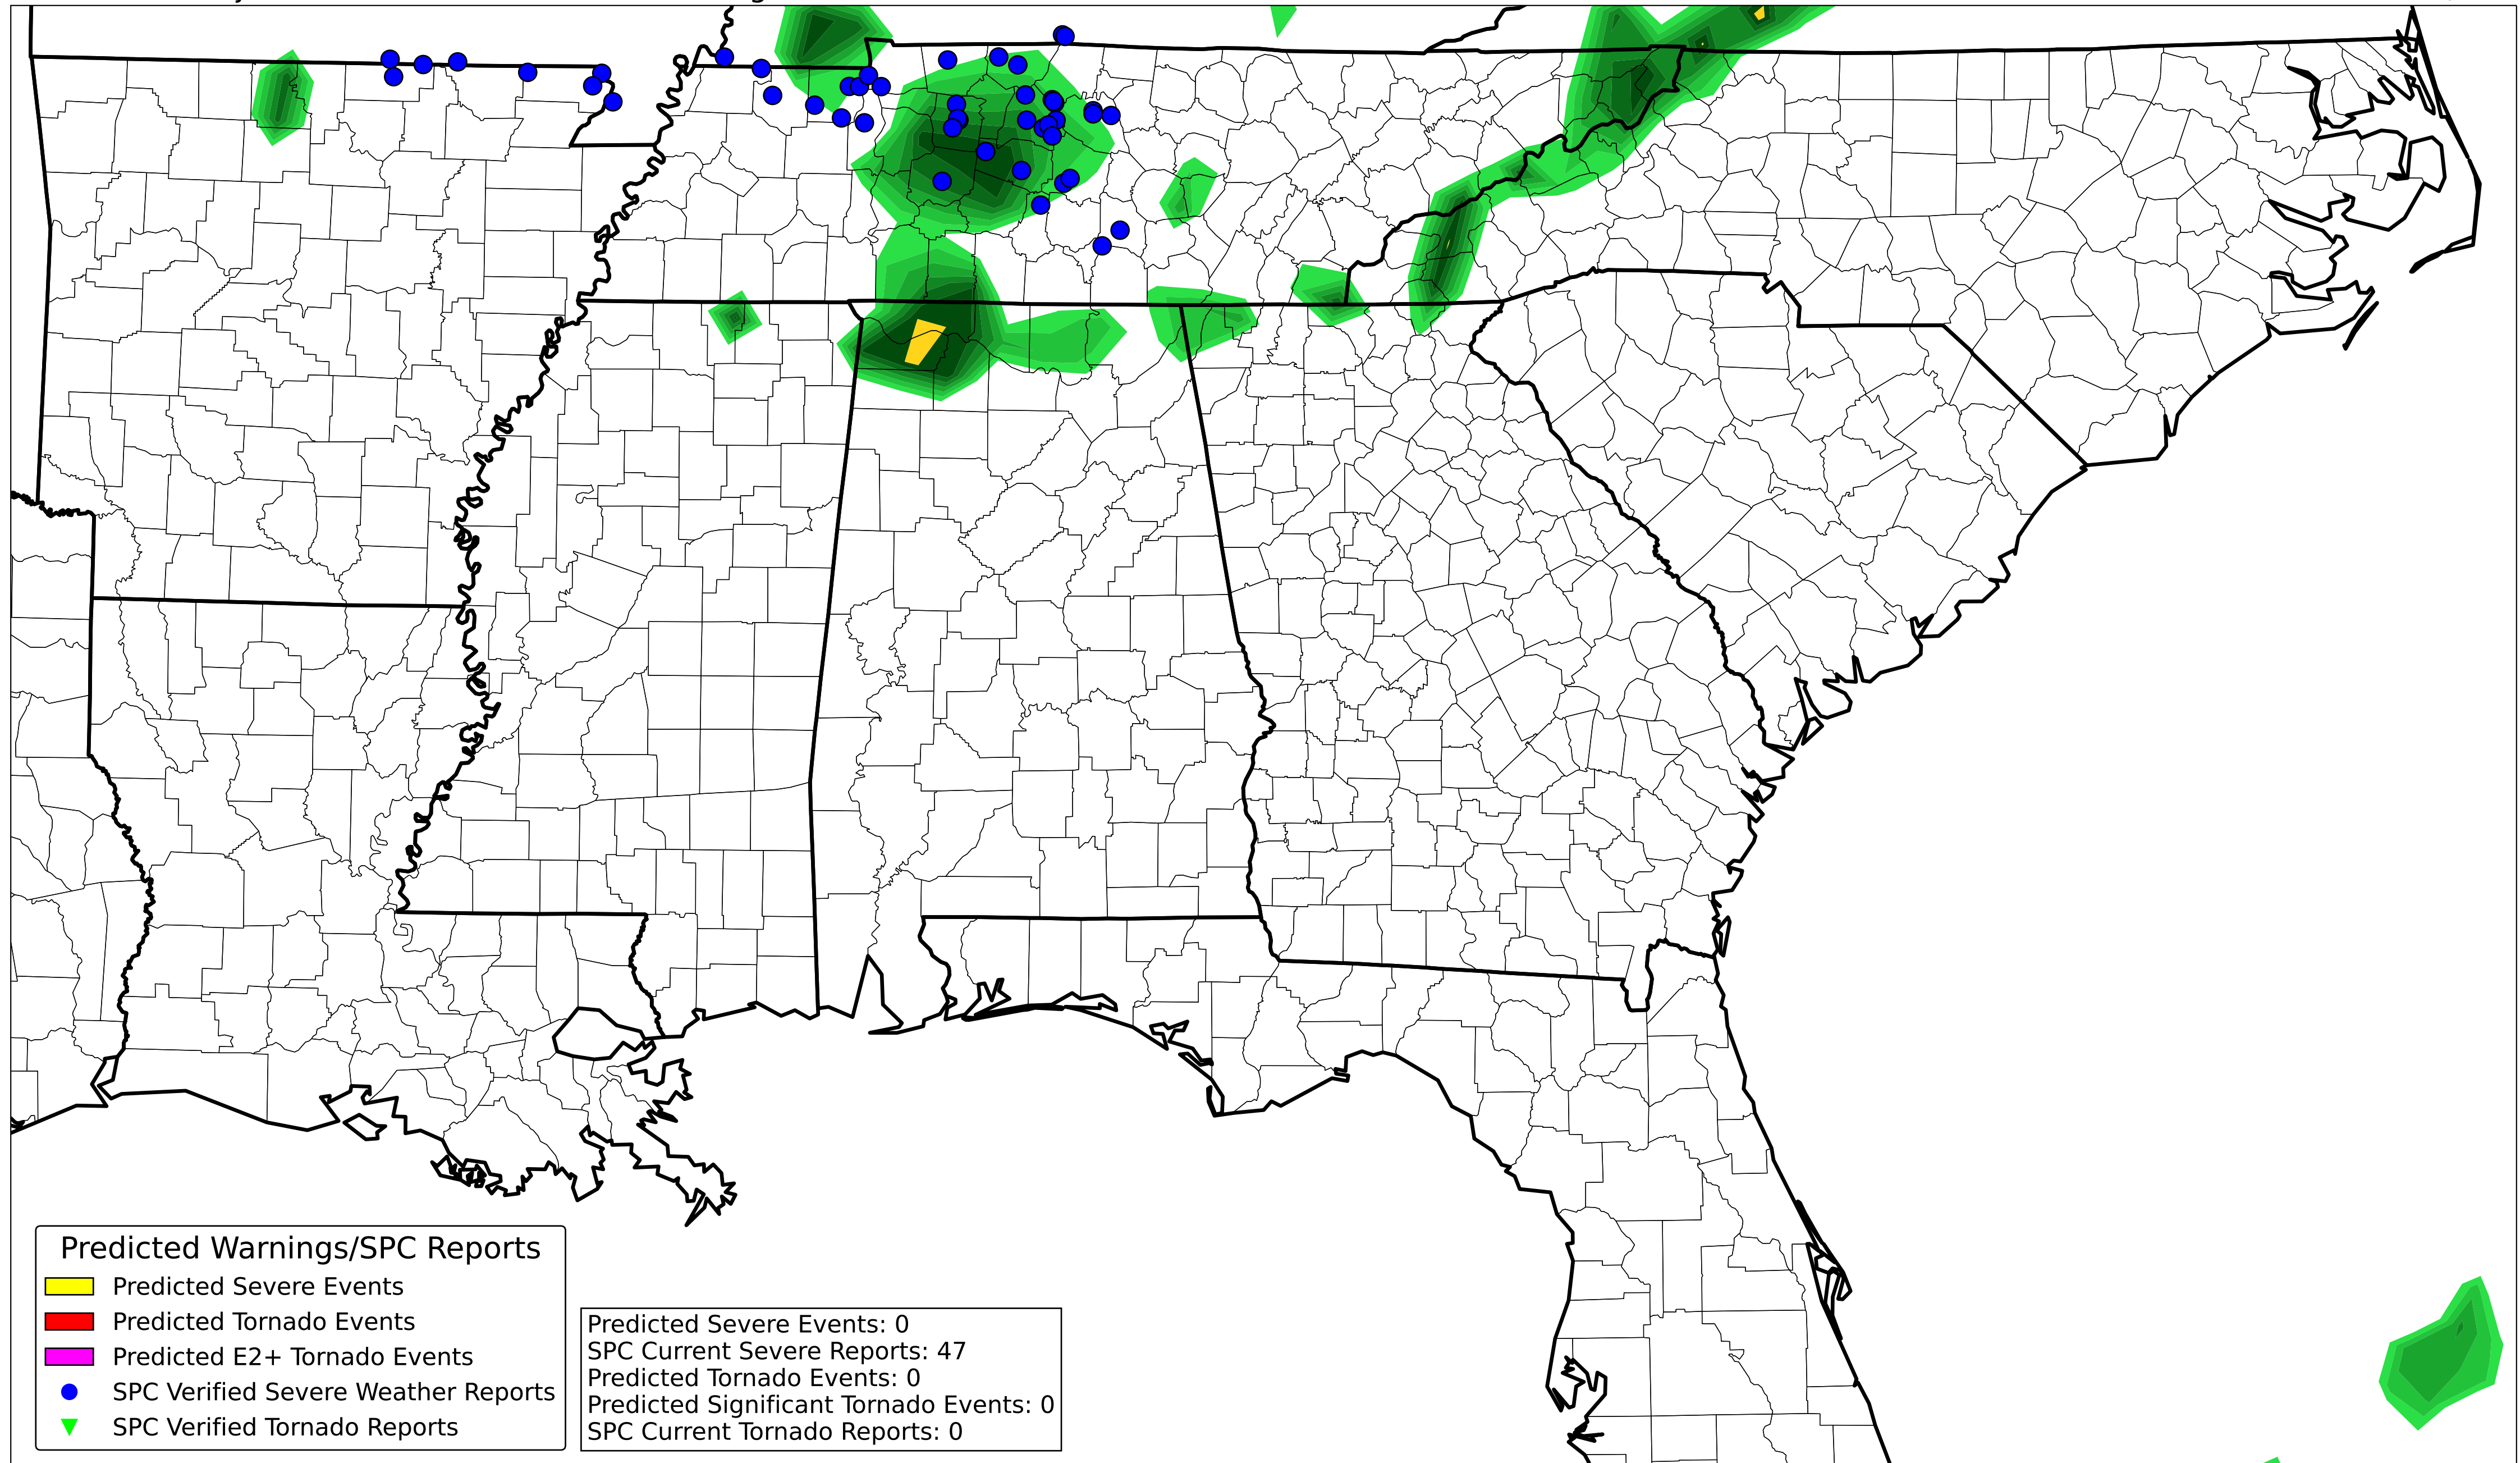 Predicted Warnings/SPC Reports
Predicted Severe Events
Predicted Tornado Events
Predicted E2+ Tornado Events
SPC Verified Severe Weather Reports
SPC Verified Tornado Reports
Predicted Severe Events: 0
SPC Current Severe Reports: 47
Predicted Tornado Events: 0
Predicted Significant Tornado Events: 0
SPC Current Tornado Reports: 0